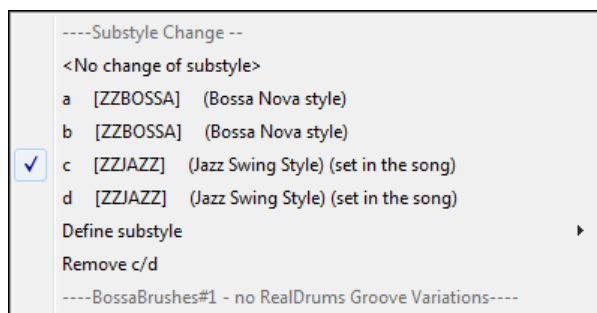 ----Substyle Change --
<No change of substyle>
a [ZZBOSSA] (Bossa Nova style)
b [ZZBOSSA] (Bossa Nova style)
c [ZZJAZZ] (Jazz Swing Style) (set in the song)
d [ZZJAZZ] (Jazz Swing Style) (set in the song)
Define substyle
Remove c/d
----BossaBrushes#1 - no RealDrums Groove Variations----